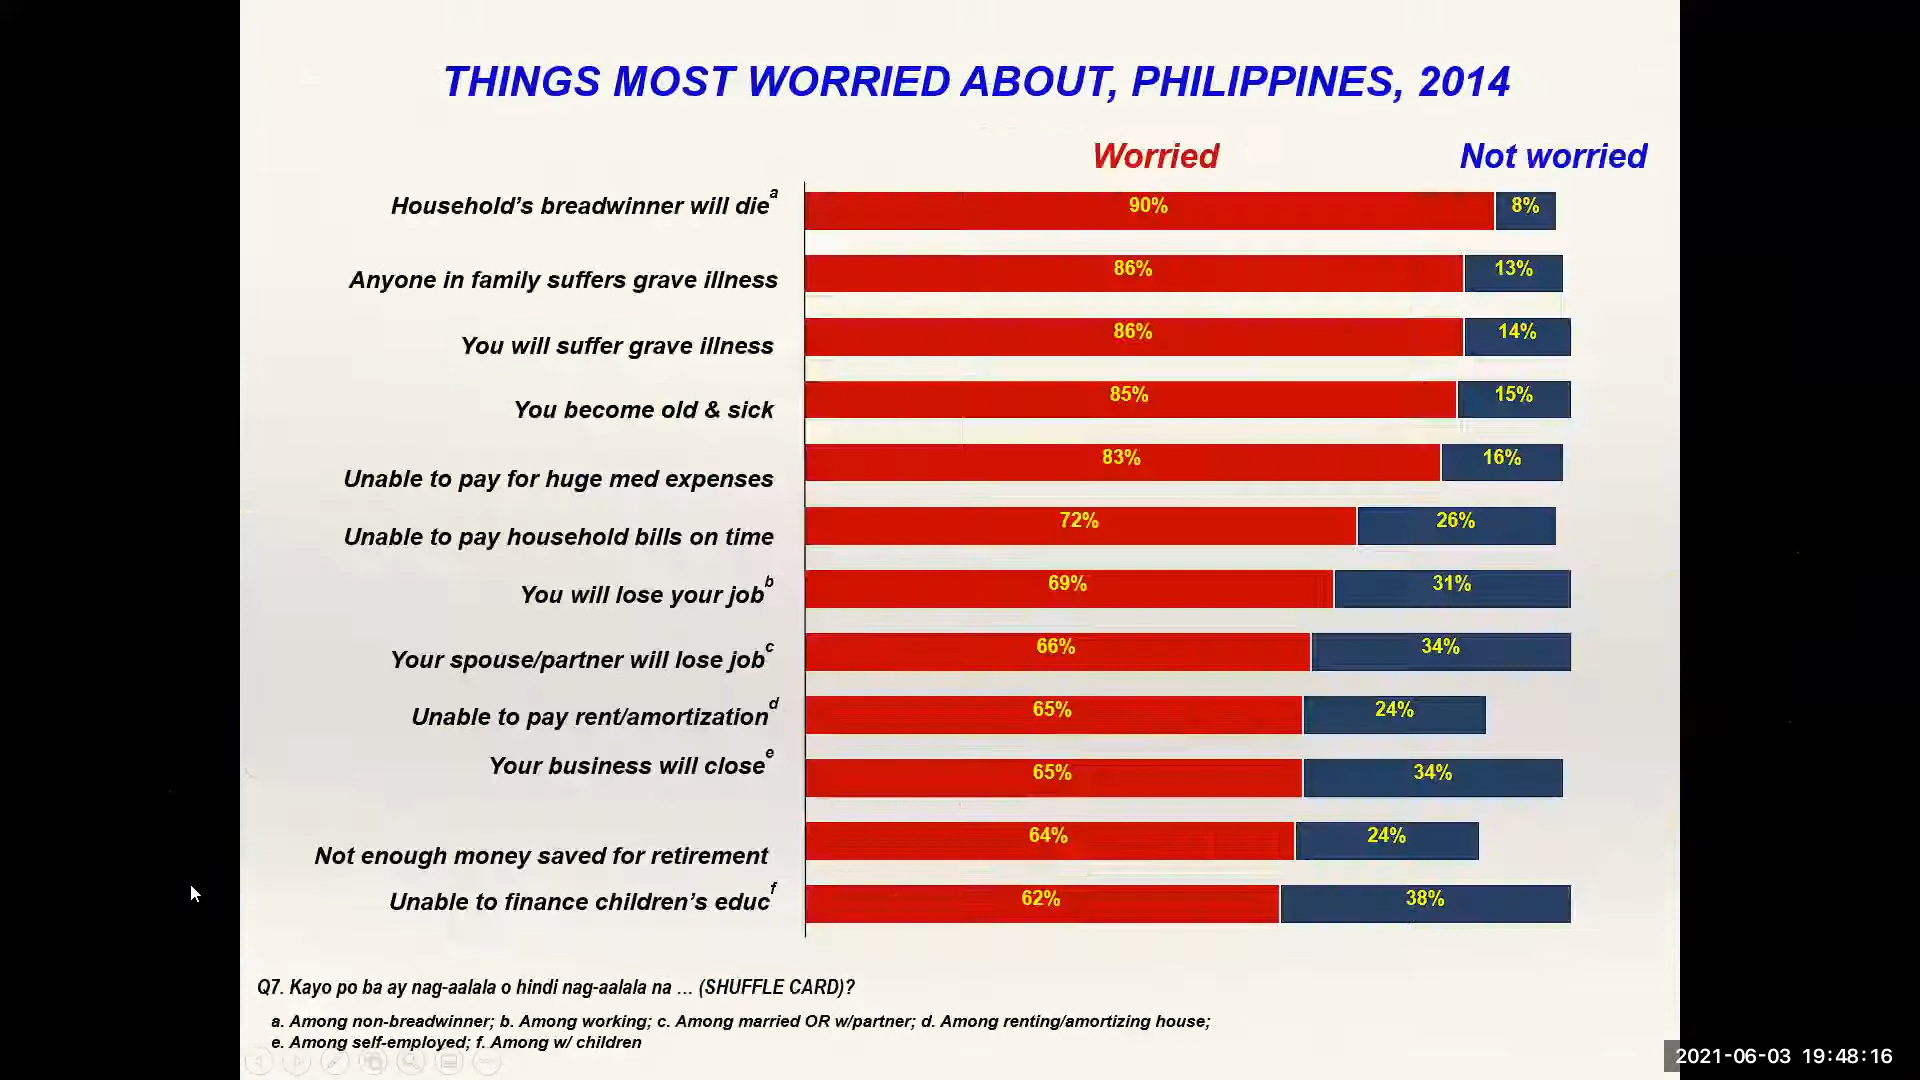 THINGS MOST WORRIED ABOUT, PHILIPPINES, 2014
Worried Not worried
Household’s breadwinner will dieᵃ 90% 8%
Anyone in family suffers grave illness 86% 13%
You will suffer grave illness 86% 14%
You become old & sick 85% 15%
Unable to pay for huge med expenses 83% 16%
Unable to pay household bills on time 72% 26%
You will lose your jobᵇ 69% 31%
Your spouse/partner will lose jobᶜ 66% 34%
Unable to pay rent/amortizationᵈ 65% 24%
Your business will closeᵉ 65% 34%
Not enough money saved for retirement 64% 24%
Unable to finance children’s educᶠ 62% 38%
Q7. Kayo po ba ay nag-aalala o hindi nag-aalala na ... (SHUFFLE CARD)?
a. Among non-breadwinner; b. Among working; c. Among married OR w/partner; d. Among renting/amortizing house;
e. Among self-employed; f. Among w/ children
2021-06-03 19:48:16